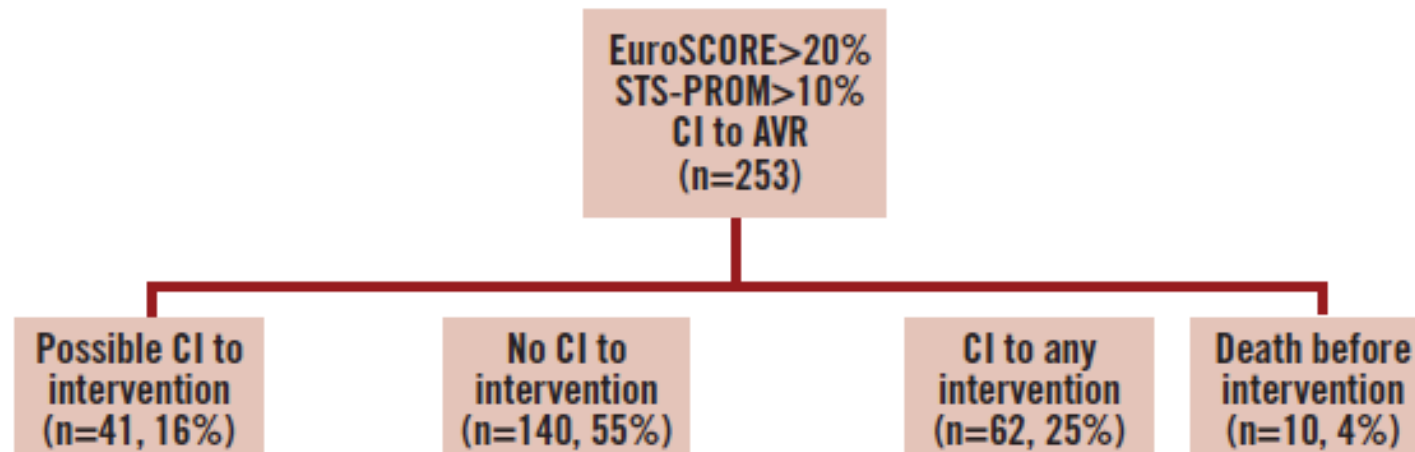 EuroSCORE>20%
STS-PROM>10%
CI to AVR
(n=253)
Possible CI to
intervention
(n=41, 16%)
No CI to
intervention
(n=140, 55%)
CI to any
intervention
(n=62, 25%)
Death before
intervention
(n=10, 4%)